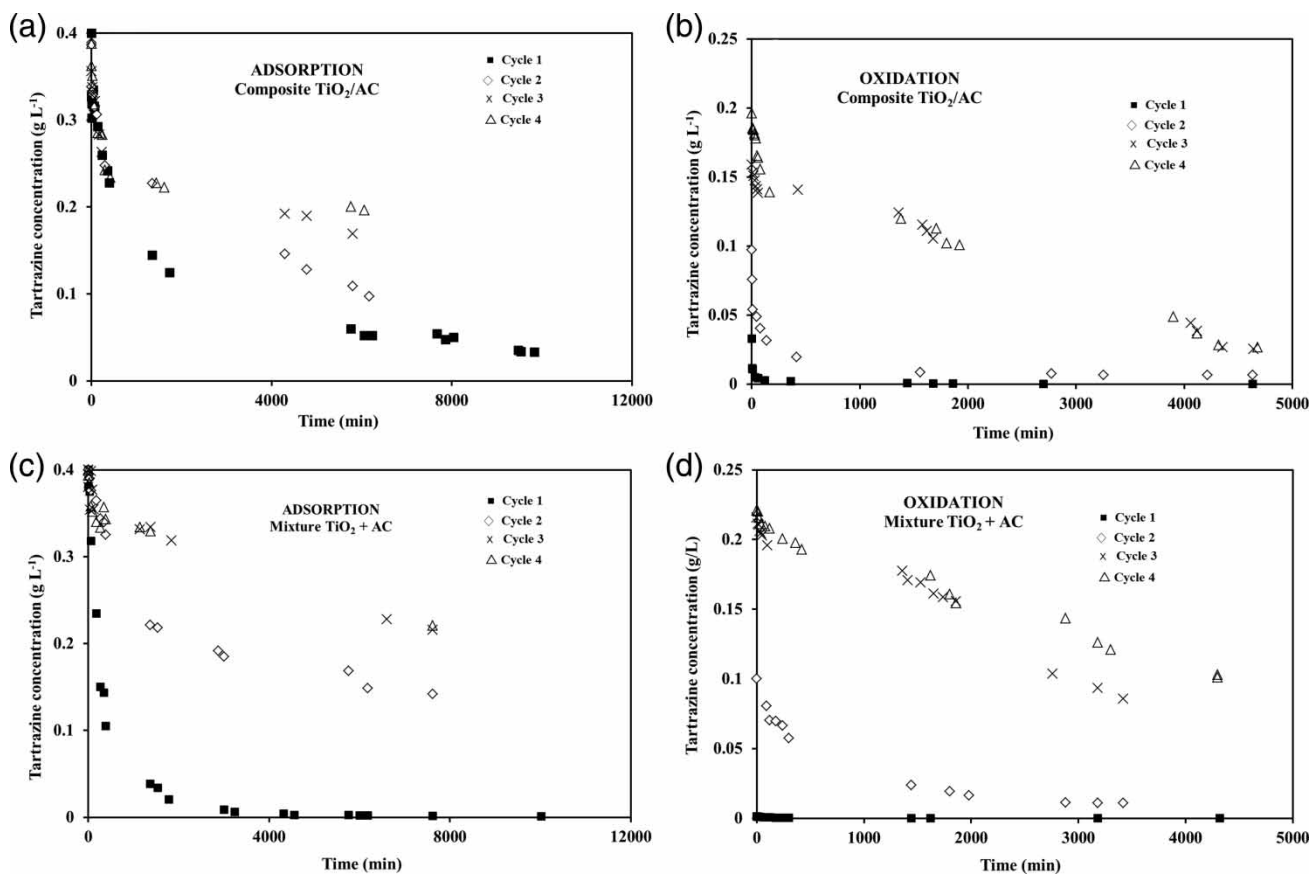 (a)
0.4
0.3
0.2
0.1
0
Tartrazine concentration (g L⁻¹)
ADSORPTION
Composite TiO₂/AC
Cycle 1
Cycle 2
Cycle 3
Cycle 4
0
4000
8000
12000
Time (min)
(b)
0.25
0.2
0.15
0.1
0.05
0
Tartrazine concentration (g L⁻¹)
OXIDATION
Composite TiO₂/AC
Cycle 1
Cycle 2
Cycle 3
Cycle 4
0
1000
2000
3000
4000
5000
Time (min)
(c)
0.4
0.3
0.2
0.1
0
Tartrazine concentration (g L⁻¹)
ADSORPTION
Mixture TiO₂ + AC
Cycle 1
Cycle 2
Cycle 3
Cycle 4
0
4000
8000
12000
Time (min)
(d)
0.25
0.2
0.15
0.1
0.05
0
Tartrazine concentration (g/L)
OXIDATION
Mixture TiO₂ + AC
Cycle 1
Cycle 2
Cycle 3
Cycle 4
0
1000
2000
3000
4000
5000
Time (min)